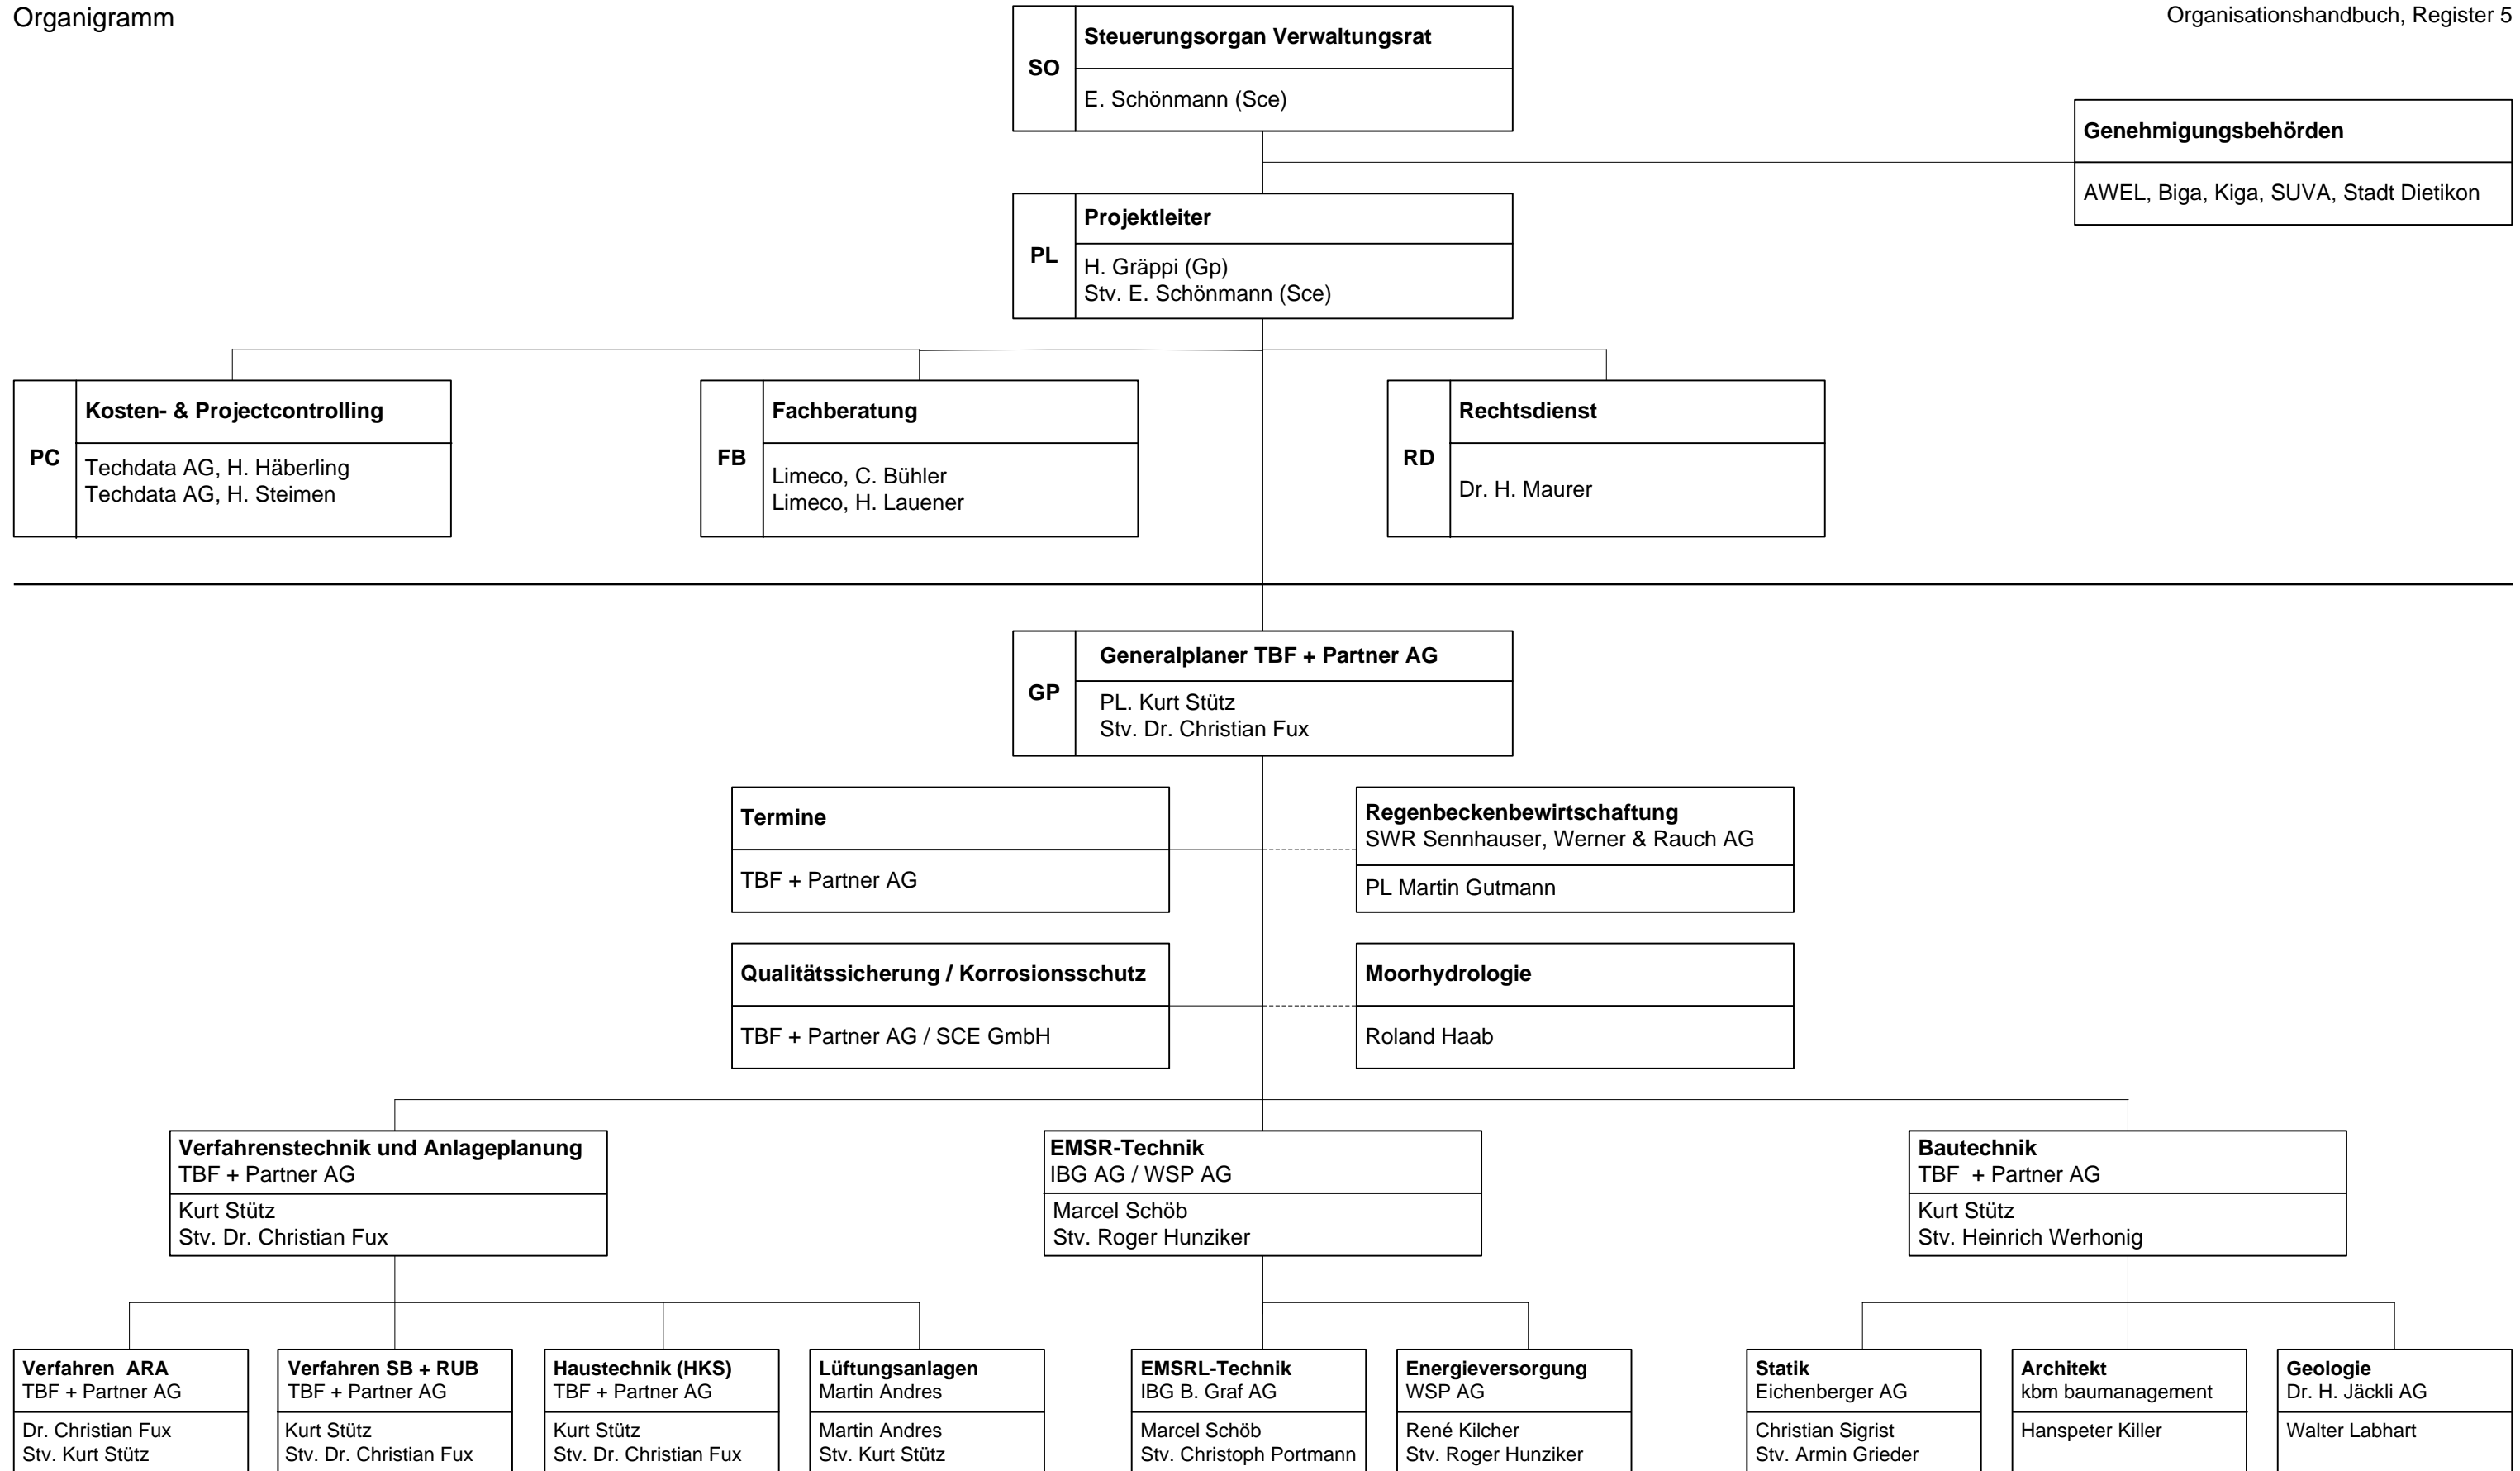 Organigramm
Organisationshandbuch, Register 5
SO
Steuerungsorgan Verwaltungsrat
E. Schönmann (Sce)
Genehmigungsbehörden
AWEL, Biga, Kiga, SUVA, Stadt Dietikon
PL
Projektleiter
H. Gräppi (Gp)
Stv. E. Schönmann (Sce)
PC
Kosten- & Projectcontrolling
Techdata AG, H. Häberling
Techdata AG, H. Steimen
FB
Fachberatung
Limeco, C. Bühler
Limeco, H. Lauener
RD
Rechtsdienst
Dr. H. Maurer
GP
Generalplaner TBF + Partner AG
PL. Kurt Stütz
Stv. Dr. Christian Fux
Termine
TBF + Partner AG
Regenbeckenbewirtschaftung
SWR Sennhauser, Werner & Rauch AG
PL Martin Gutmann
Qualitätssicherung / Korrosionsschutz
TBF + Partner AG / SCE GmbH
Moorhydrologie
Roland Haab
Verfahrenstechnik und Anlageplanung
TBF + Partner AG
Kurt Stütz
Stv. Dr. Christian Fux
EMSR-Technik
IBG AG / WSP AG
Marcel Schöb
Stv. Roger Hunziker
Bautechnik
TBF  + Partner AG
Kurt Stütz
Stv. Heinrich Werhonig
Verfahren  ARA
TBF + Partner AG
Dr. Christian Fux
Stv. Kurt Stütz
Verfahren SB + RUB
TBF + Partner AG
Kurt Stütz
Stv. Dr. Christian Fux
Haustechnik (HKS)
TBF + Partner AG
Kurt Stütz
Stv. Dr. Christian Fux
Lüftungsanlagen
Martin Andres
Martin Andres
Stv. Kurt Stütz
EMSRL-Technik
IBG B. Graf AG
Marcel Schöb
Stv. Christoph Portmann
Energieversorgung
WSP AG
René Kilcher
Stv. Roger Hunziker
Statik
Eichenberger AG
Christian Sigrist
Stv. Armin Grieder
Architekt
kbm baumanagement
Hanspeter Killer
Geologie
Dr. H. Jäckli AG
Walter Labhart